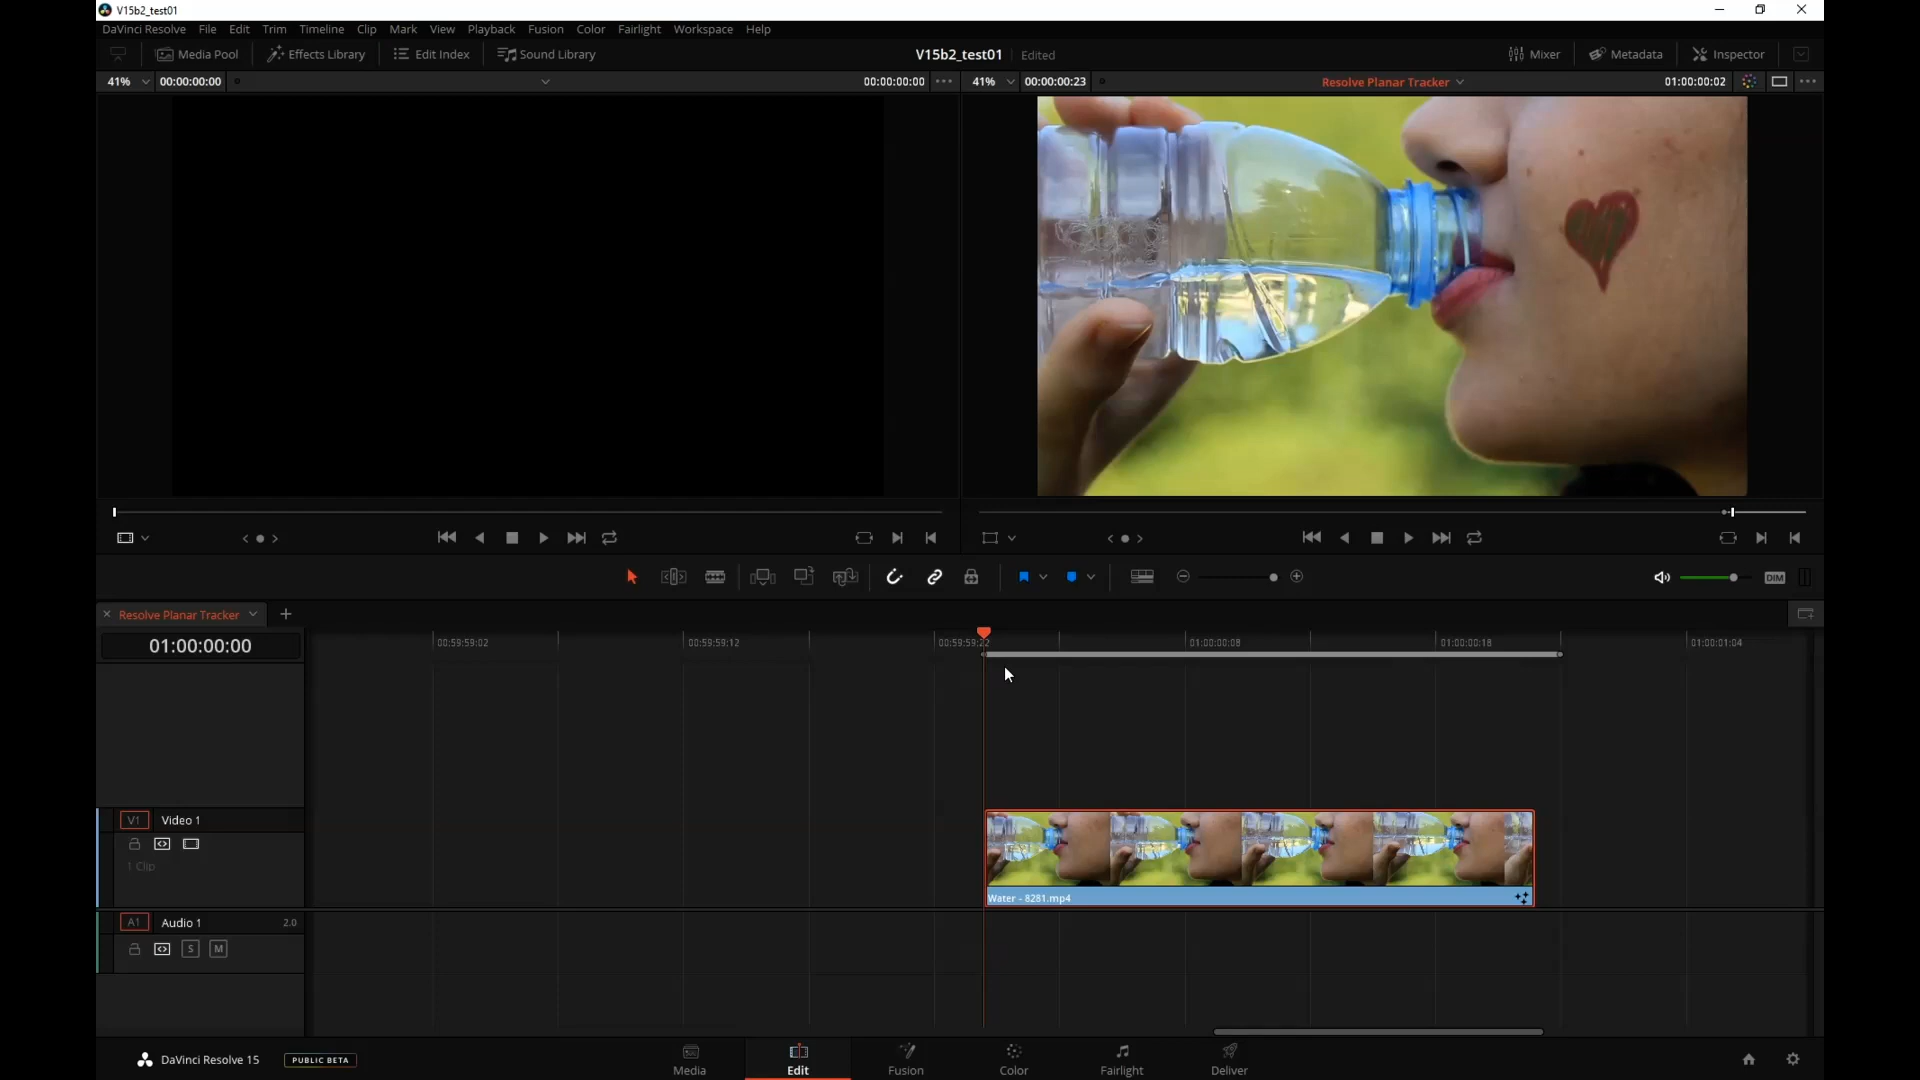 V15b2_test01
DaVinci Resolve File Edit Trim Timeline Clip Mark View Playback Fusion Color Fairlight Workspace Help
Media Pool Effects Library Edit Index Sound Library V15b2_test01 Edited Mixer Metadata Inspector
41% 00:00:00:00 00:00:00:00 41% 00:00:00:23 Resolve Planar Tracker 01:00:00:02
DIM
Resolve Planar Tracker
01:00:00:00 00:59:59:02 00:59:59:12 00:59:59:22 01:00:00:08 01:00:00:18 01:00:01:04
V1 Video 1
1 Clip
Water - 8281.mp4
A1 Audio 1 2.0
S M
DaVinci Resolve 15 PUBLIC BETA Media Edit Fusion Color Fairlight Deliver